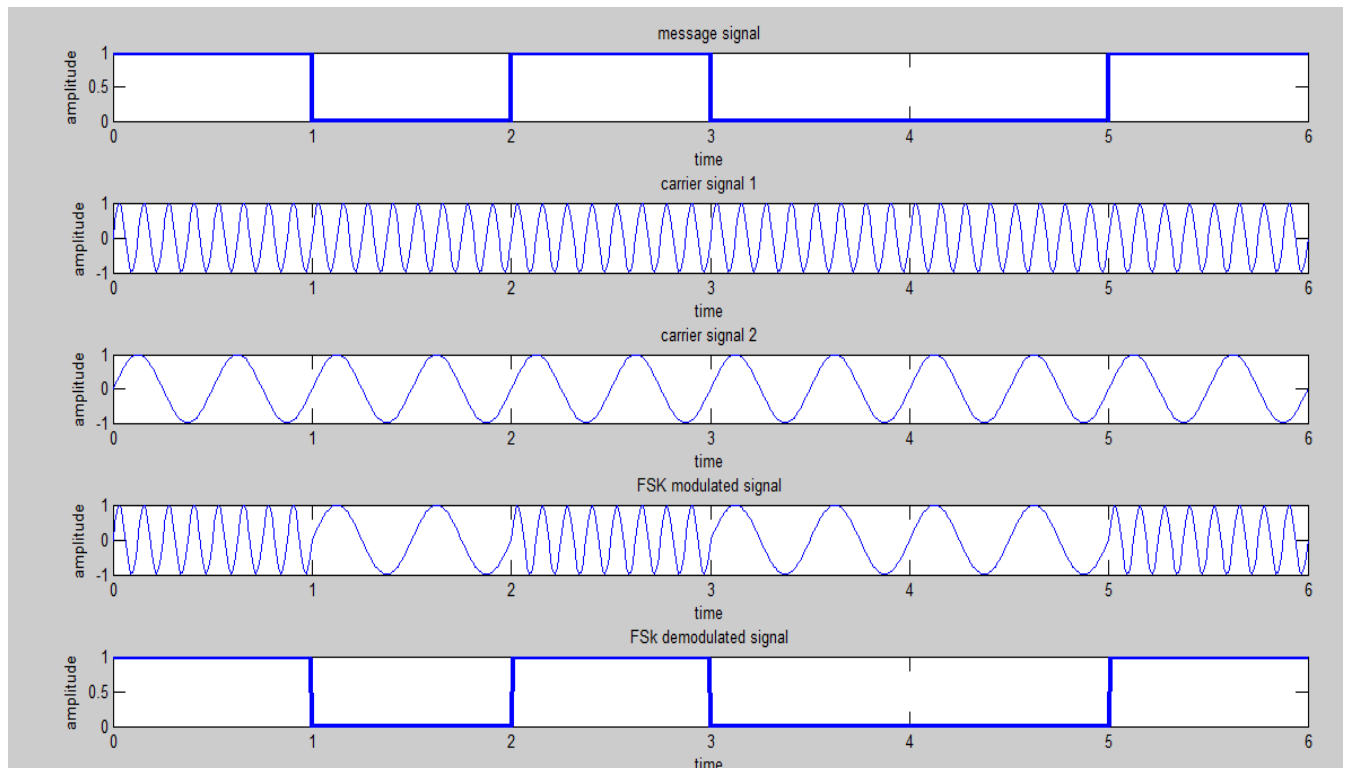 message signal
amplitude
1
0.5
0
0 1 2 3 4 5 6
time
carrier signal 1
amplitude
1
0
-1
0 1 2 3 4 5 6
time
carrier signal 2
amplitude
1
0
-1
0 1 2 3 4 5 6
time
FSK modulated signal
amplitude
1
0
-1
0 1 2 3 4 5 6
time
FSk demodulated signal
amplitude
1
0.5
0
0 1 2 3 4 5 6
time